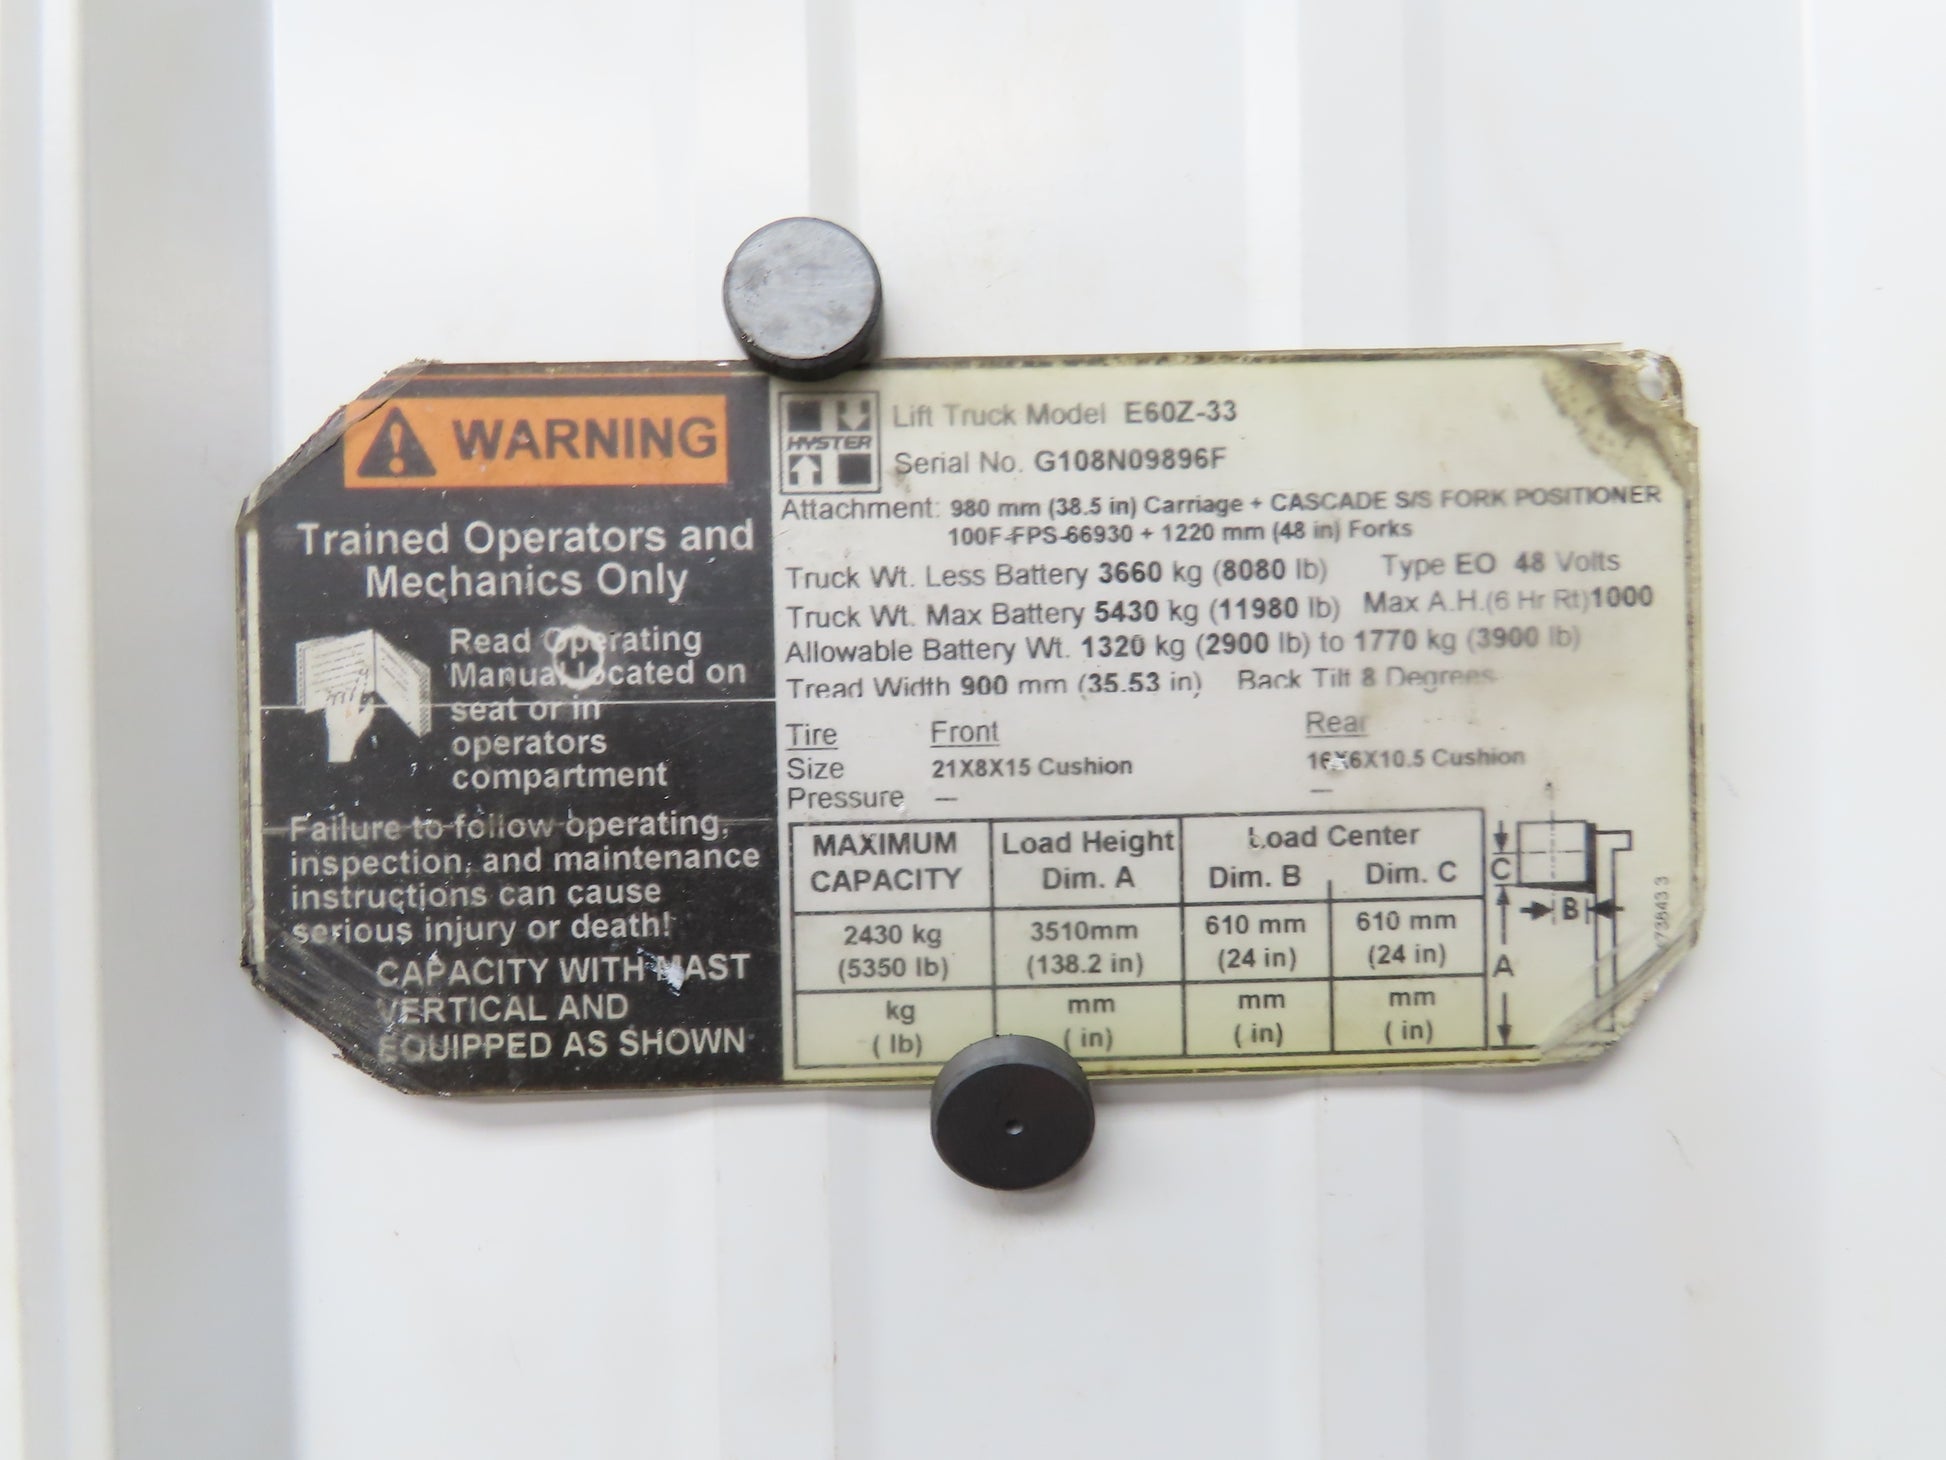 WARNING
Trained Operators and
Mechanics Only
Read Operating
Manual located on
seat or in
operators
compartment
Failure to follow operating,
inspection, and maintenance
instructions can cause
serious injury or death!
CAPACITY WITH MAST
VERTICAL AND
EQUIPPED AS SHOWN
HYSTER
Lift Truck Model E60Z-33
Serial No. G108N09896F
Attachment: 980 mm (38.5 in) Carriage + CASCADE S/S FORK POSITIONER
100F-FPS-66930 + 1220 mm (48 in) Forks
Truck Wt. Less Battery 3660 kg (8080 lb) Type EO 48 Volts
Truck Wt. Max Battery 5430 kg (11980 lb) Max A.H.(6 Hr Rt)1000
Allowable Battery Wt. 1320 kg (2900 lb) to 1770 kg (3900 lb)
Tread Width 900 mm (35.53 in) Back Tilt 8 Degrees
Tire Front Rear
Size 21X8X15 Cushion 16X6X10.5 Cushion
Pressure — —
MAXIMUM Load Height Load Center
CAPACITY Dim. A Dim. B Dim. C
2430 kg 3510mm 610 mm 610 mm
(5350 lb) (138.2 in) (24 in) (24 in)
kg mm mm mm
( lb) ( in) ( in) ( in)
C
B
A